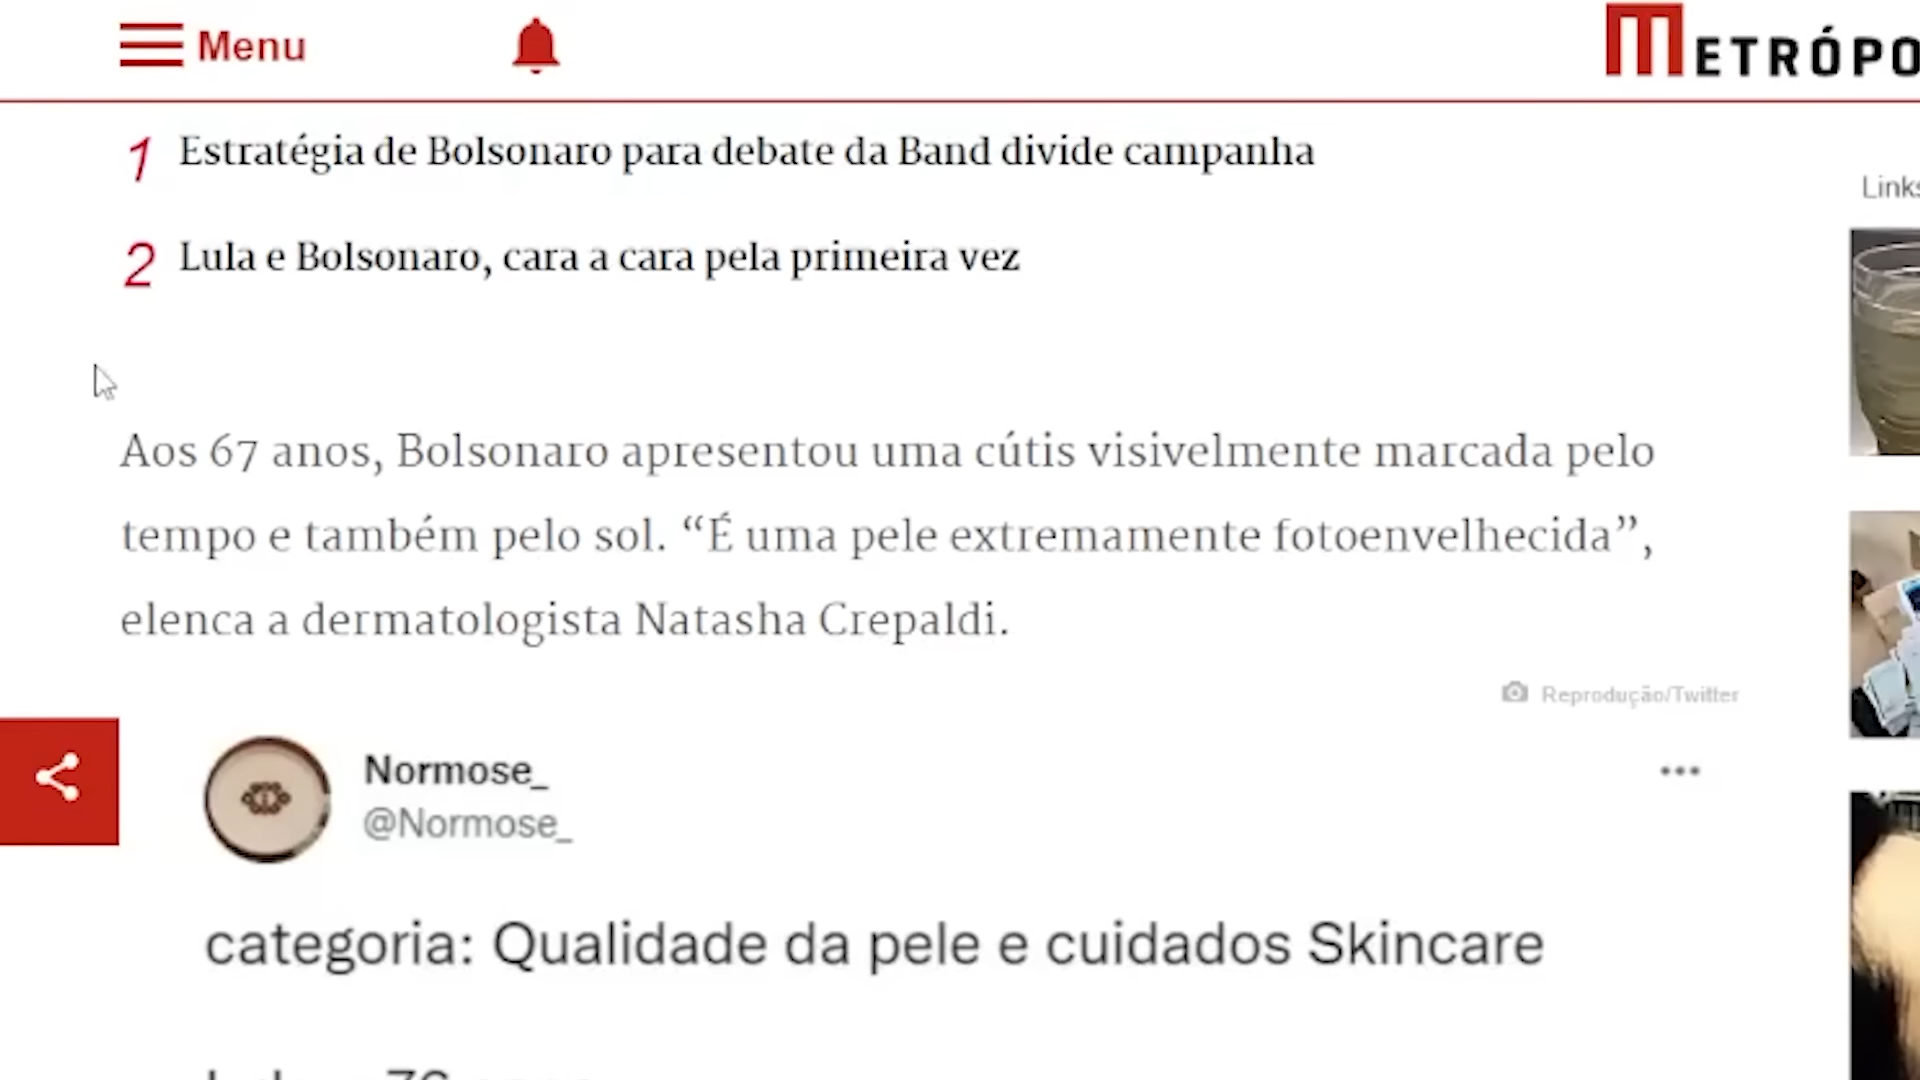 Menu
METRÓPO
1 Estratégia de Bolsonaro para debate da Band divide campanha
Links
2 Lula e Bolsonaro, cara a cara pela primeira vez
Aos 67 anos, Bolsonaro apresentou uma cútis visivelmente marcada pelo
tempo e também pelo sol. “É uma pele extremamente fotoenvelhecida”,
elenca a dermatologista Natasha Crepaldi.
Reprodução/Twitter
Normose_
@Normose_
•••
categoria: Qualidade da pele e cuidados Skincare